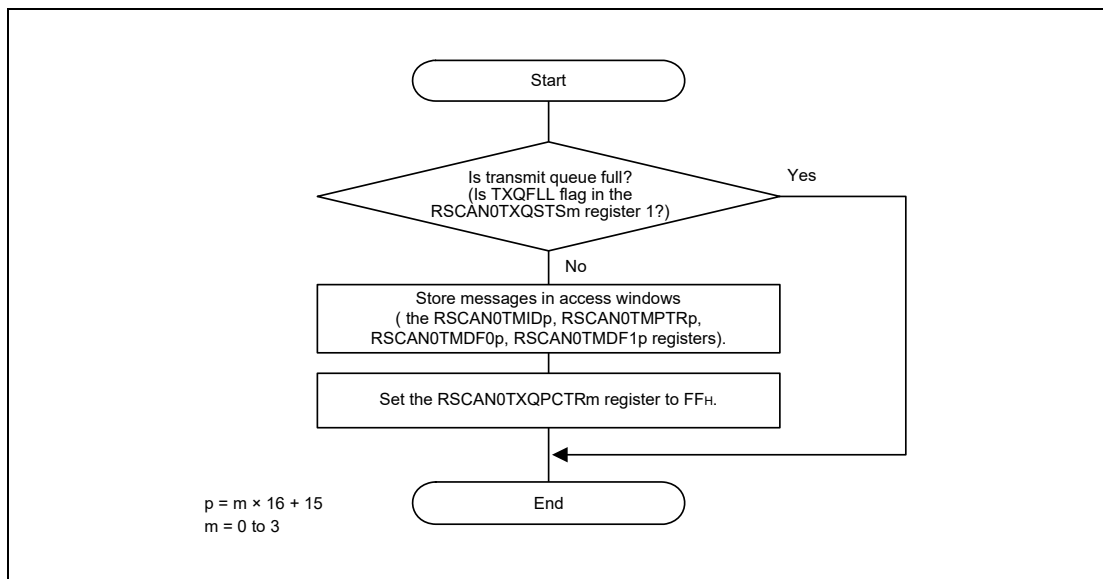 Start
Is transmit queue full?
(Is TXQFLL flag in the
RSCAN0TXQSTSm register 1?)
Yes
No
Store messages in access windows
( the RSCAN0TMIDp, RSCAN0TMPTRp,
RSCAN0TMDF0p, RSCAN0TMDF1p registers).
Set the RSCAN0TXQPCTRm register to FFH.
End
p = m × 16 + 15
m = 0 to 3